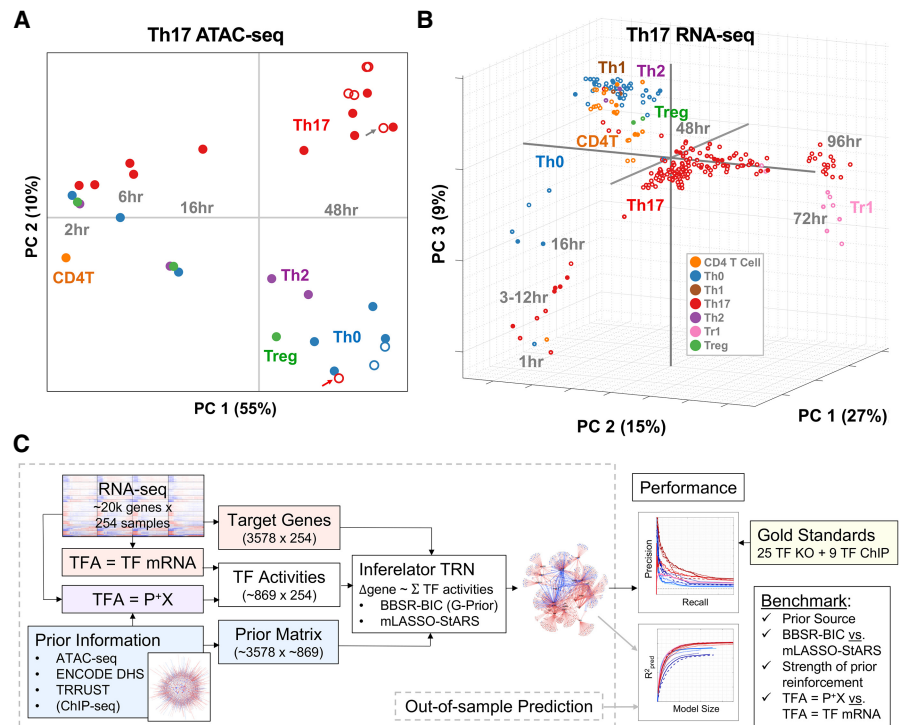 A
Th17 ATAC-seq
Th17
6hr
16hr
48hr
2hr
CD4T
Th2
Treg
Th0
PC 2 (10%)
PC 1 (55%)
B
Th17 RNA-seq
Th1
Th2
Treg
CD4T
48hr
96hr
Th0
Th17
72hr
Tr1
16hr
3-12hr
1hr
CD4 T Cell
Th0
Th1
Th17
Th2
Tr1
Treg
PC 3 (9%)
PC 2 (15%)
PC 1 (27%)
C
RNA-seq
~20k genes x
254 samples
TFA = TF mRNA
TFA = P⁺X
Prior Information
• ATAC-seq
• ENCODE DHS
• TRRUST
• (ChIP-seq)
Target Genes
(3578 x 254)
TF Activities
(~869 x 254)
Prior Matrix
(~3578 x ~869)
Inferelator TRN
Δgene ~ Σ TF activities
• BBSR-BIC (G-Prior)
• mLASSO-StARS
Out-of-sample Prediction
Performance
Precision
Recall
R²pred
Model Size
Gold Standards
25 TF KO + 9 TF ChIP
Benchmark:
✓ Prior Source
✓ BBSR-BIC vs.
mLASSO-StARS
✓ Strength of prior
reinforcement
✓ TFA = P⁺X vs.
TFA = TF mRNA